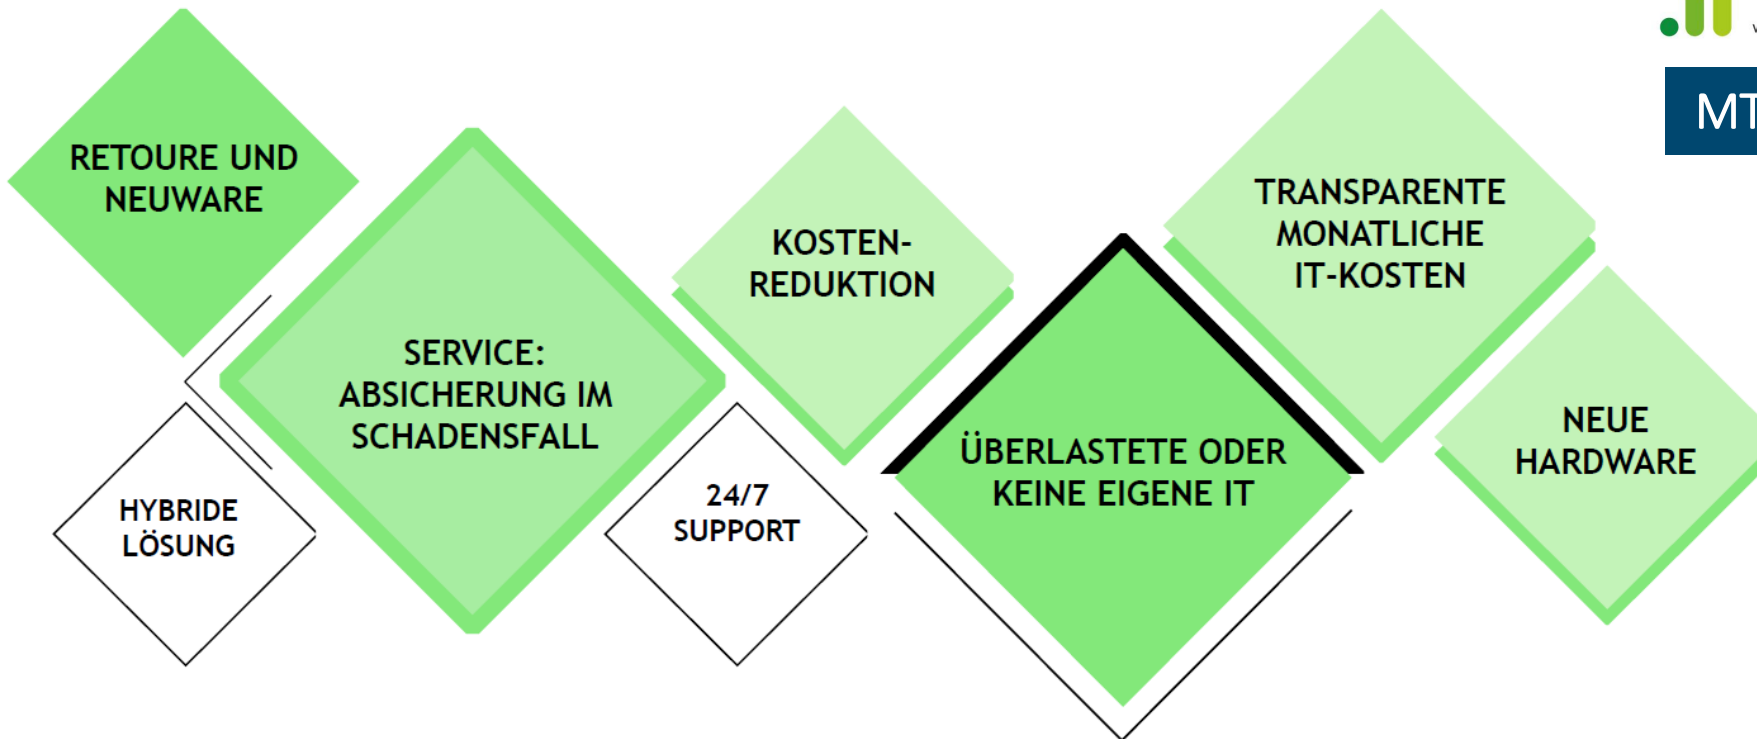 RETOURE UND
NEUWARE
SERVICE:
ABSICHERUNG IM
SCHADENSFALL
HYBRIDE
LÖSUNG
KOSTEN-
REDUKTION
24/7
SUPPORT
ÜBERLASTETE ODER
KEINE EIGENE IT
TRANSPARENTE
MONATLICHE
IT-KOSTEN
NEUE
HARDWARE
MT